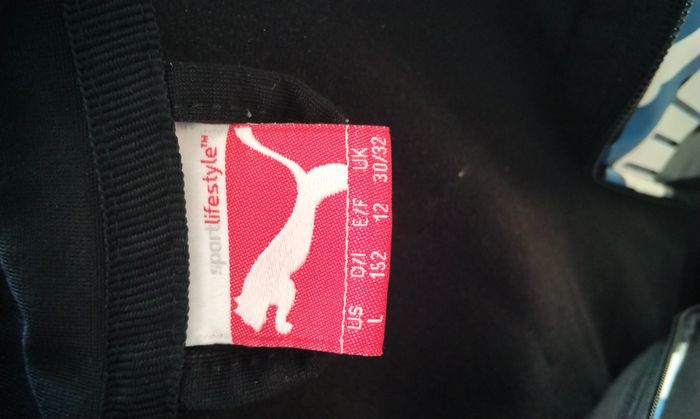 sportlifestyle™
US D/I E/F UK
L 152 12 30/32